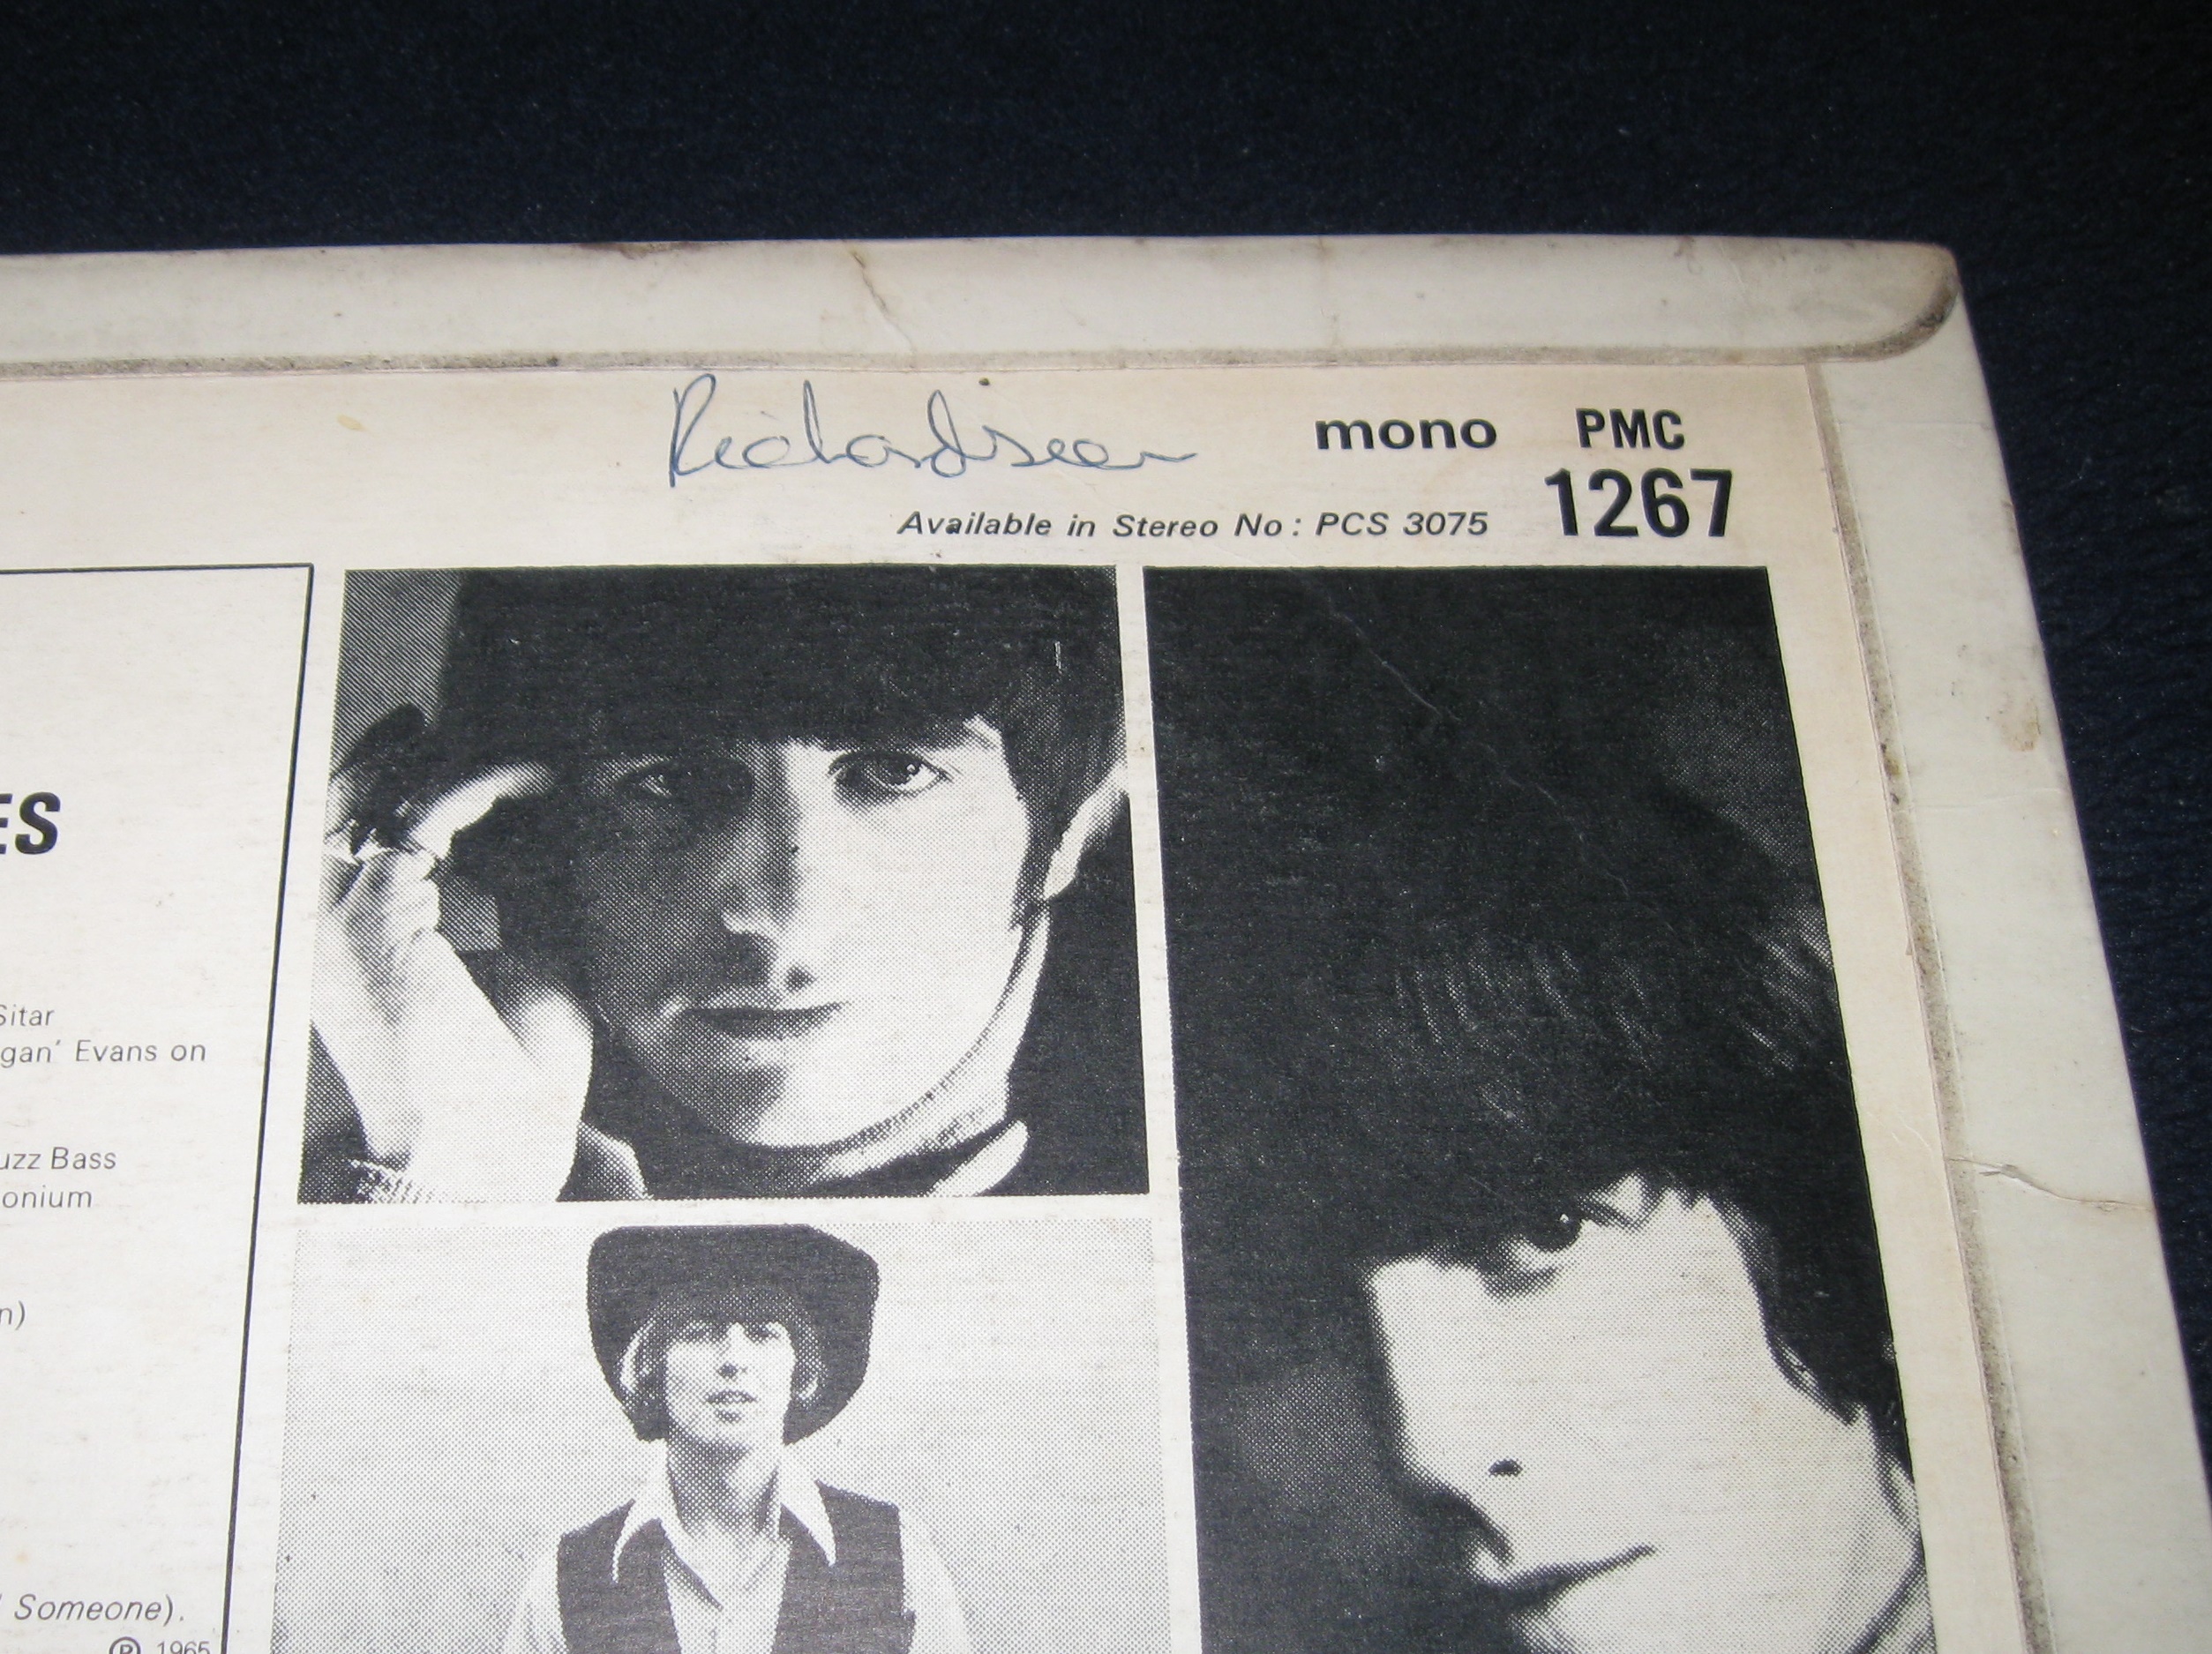 Richardson
mono PMC
1267
Available in Stereo No: PCS 3075
ES
Sitar
gan' Evans on
uzz Bass
onium
n)
Someone).
℗ 1965